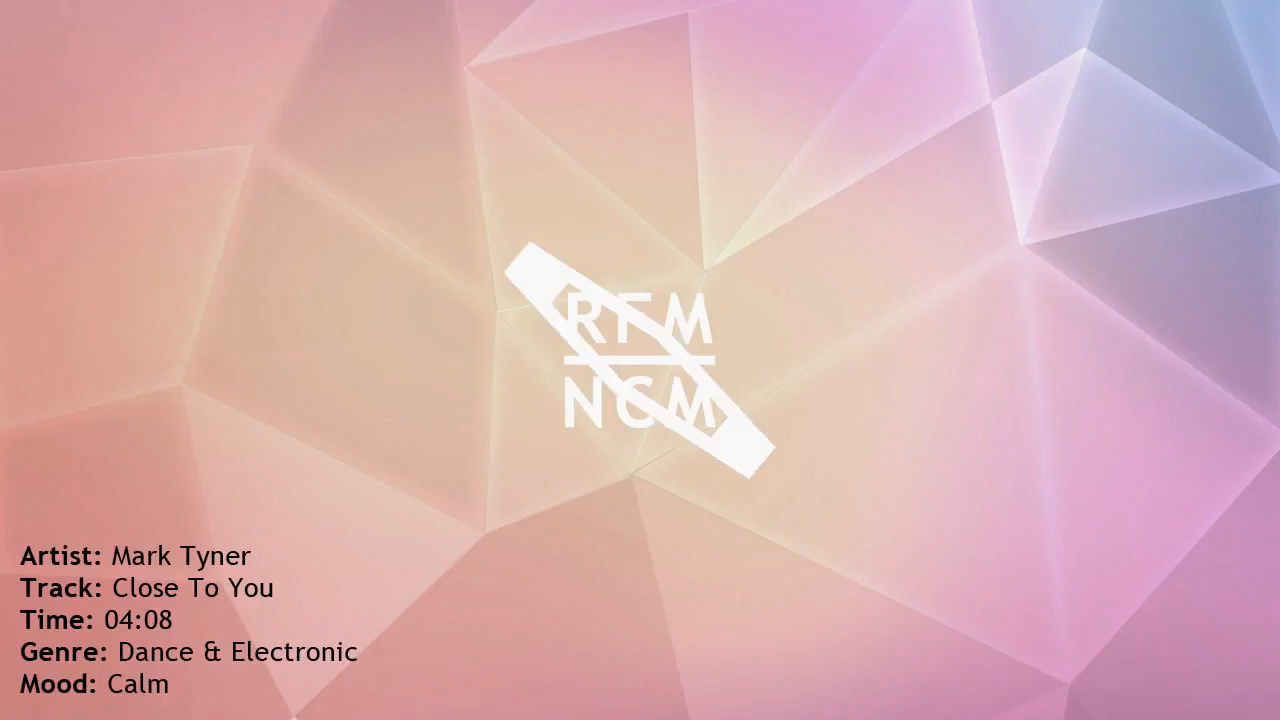 RFM
NCM
Artist: Mark Tyner
Track: Close To You
Time: 04:08
Genre: Dance & Electronic
Mood: Calm